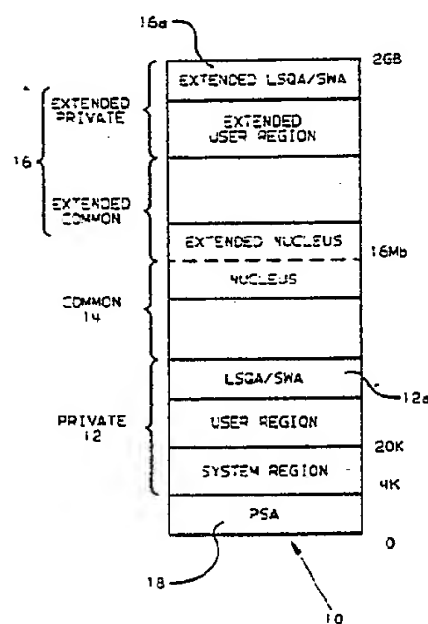 16a
2GB
EXTENDED LSQA/SWA
EXTENDED
PRIVATE
EXTENDED
USER REGION
16
EXTENDED
COMMON
EXTENDED NUCLEUS
16Mb
NUCLEUS
COMMON
14
LSQA/SWA
12a
PRIVATE
12
USER REGION
20K
SYSTEM REGION
4K
PSA
0
18
10